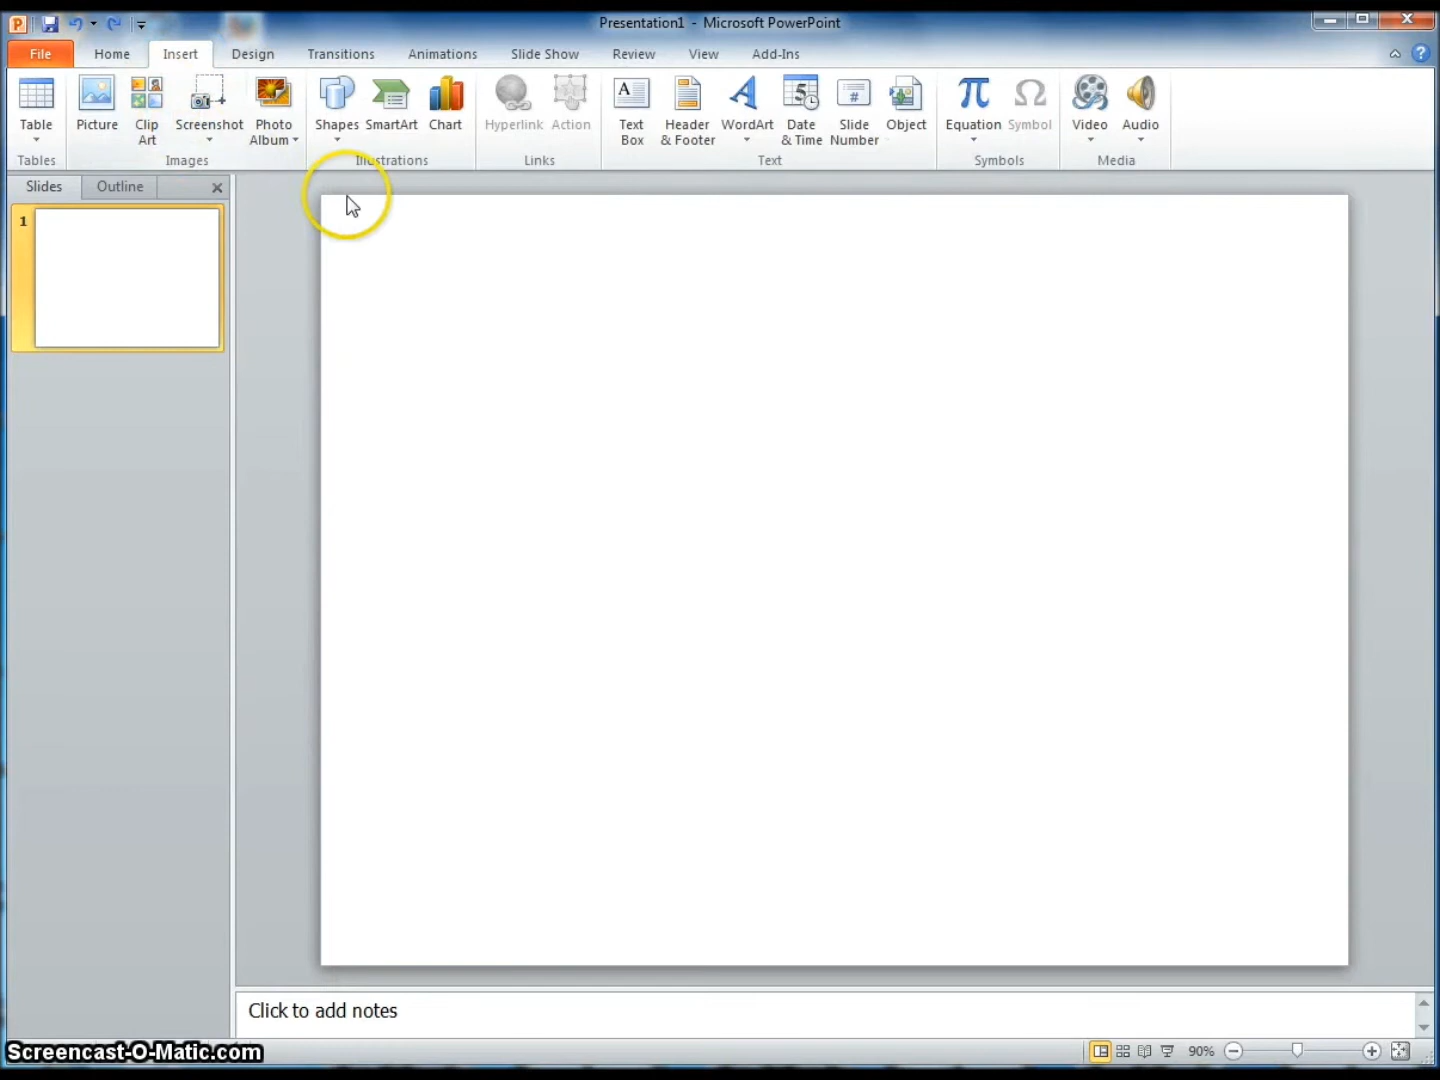 Presentation1 - Microsoft PowerPoint
File Home Insert Design Transitions Animations Slide Show Review View Add-Ins
Table Picture Clip Art Screenshot Photo Album Shapes SmartArt Chart Hyperlink Action Text Box Header & Footer WordArt Date & Time Slide Number Object Equation Symbol Video Audio
Tables Images Illustrations Links Text Symbols Media
Slides Outline
1
Click to add notes
90%
Screencast-O-Matic.com